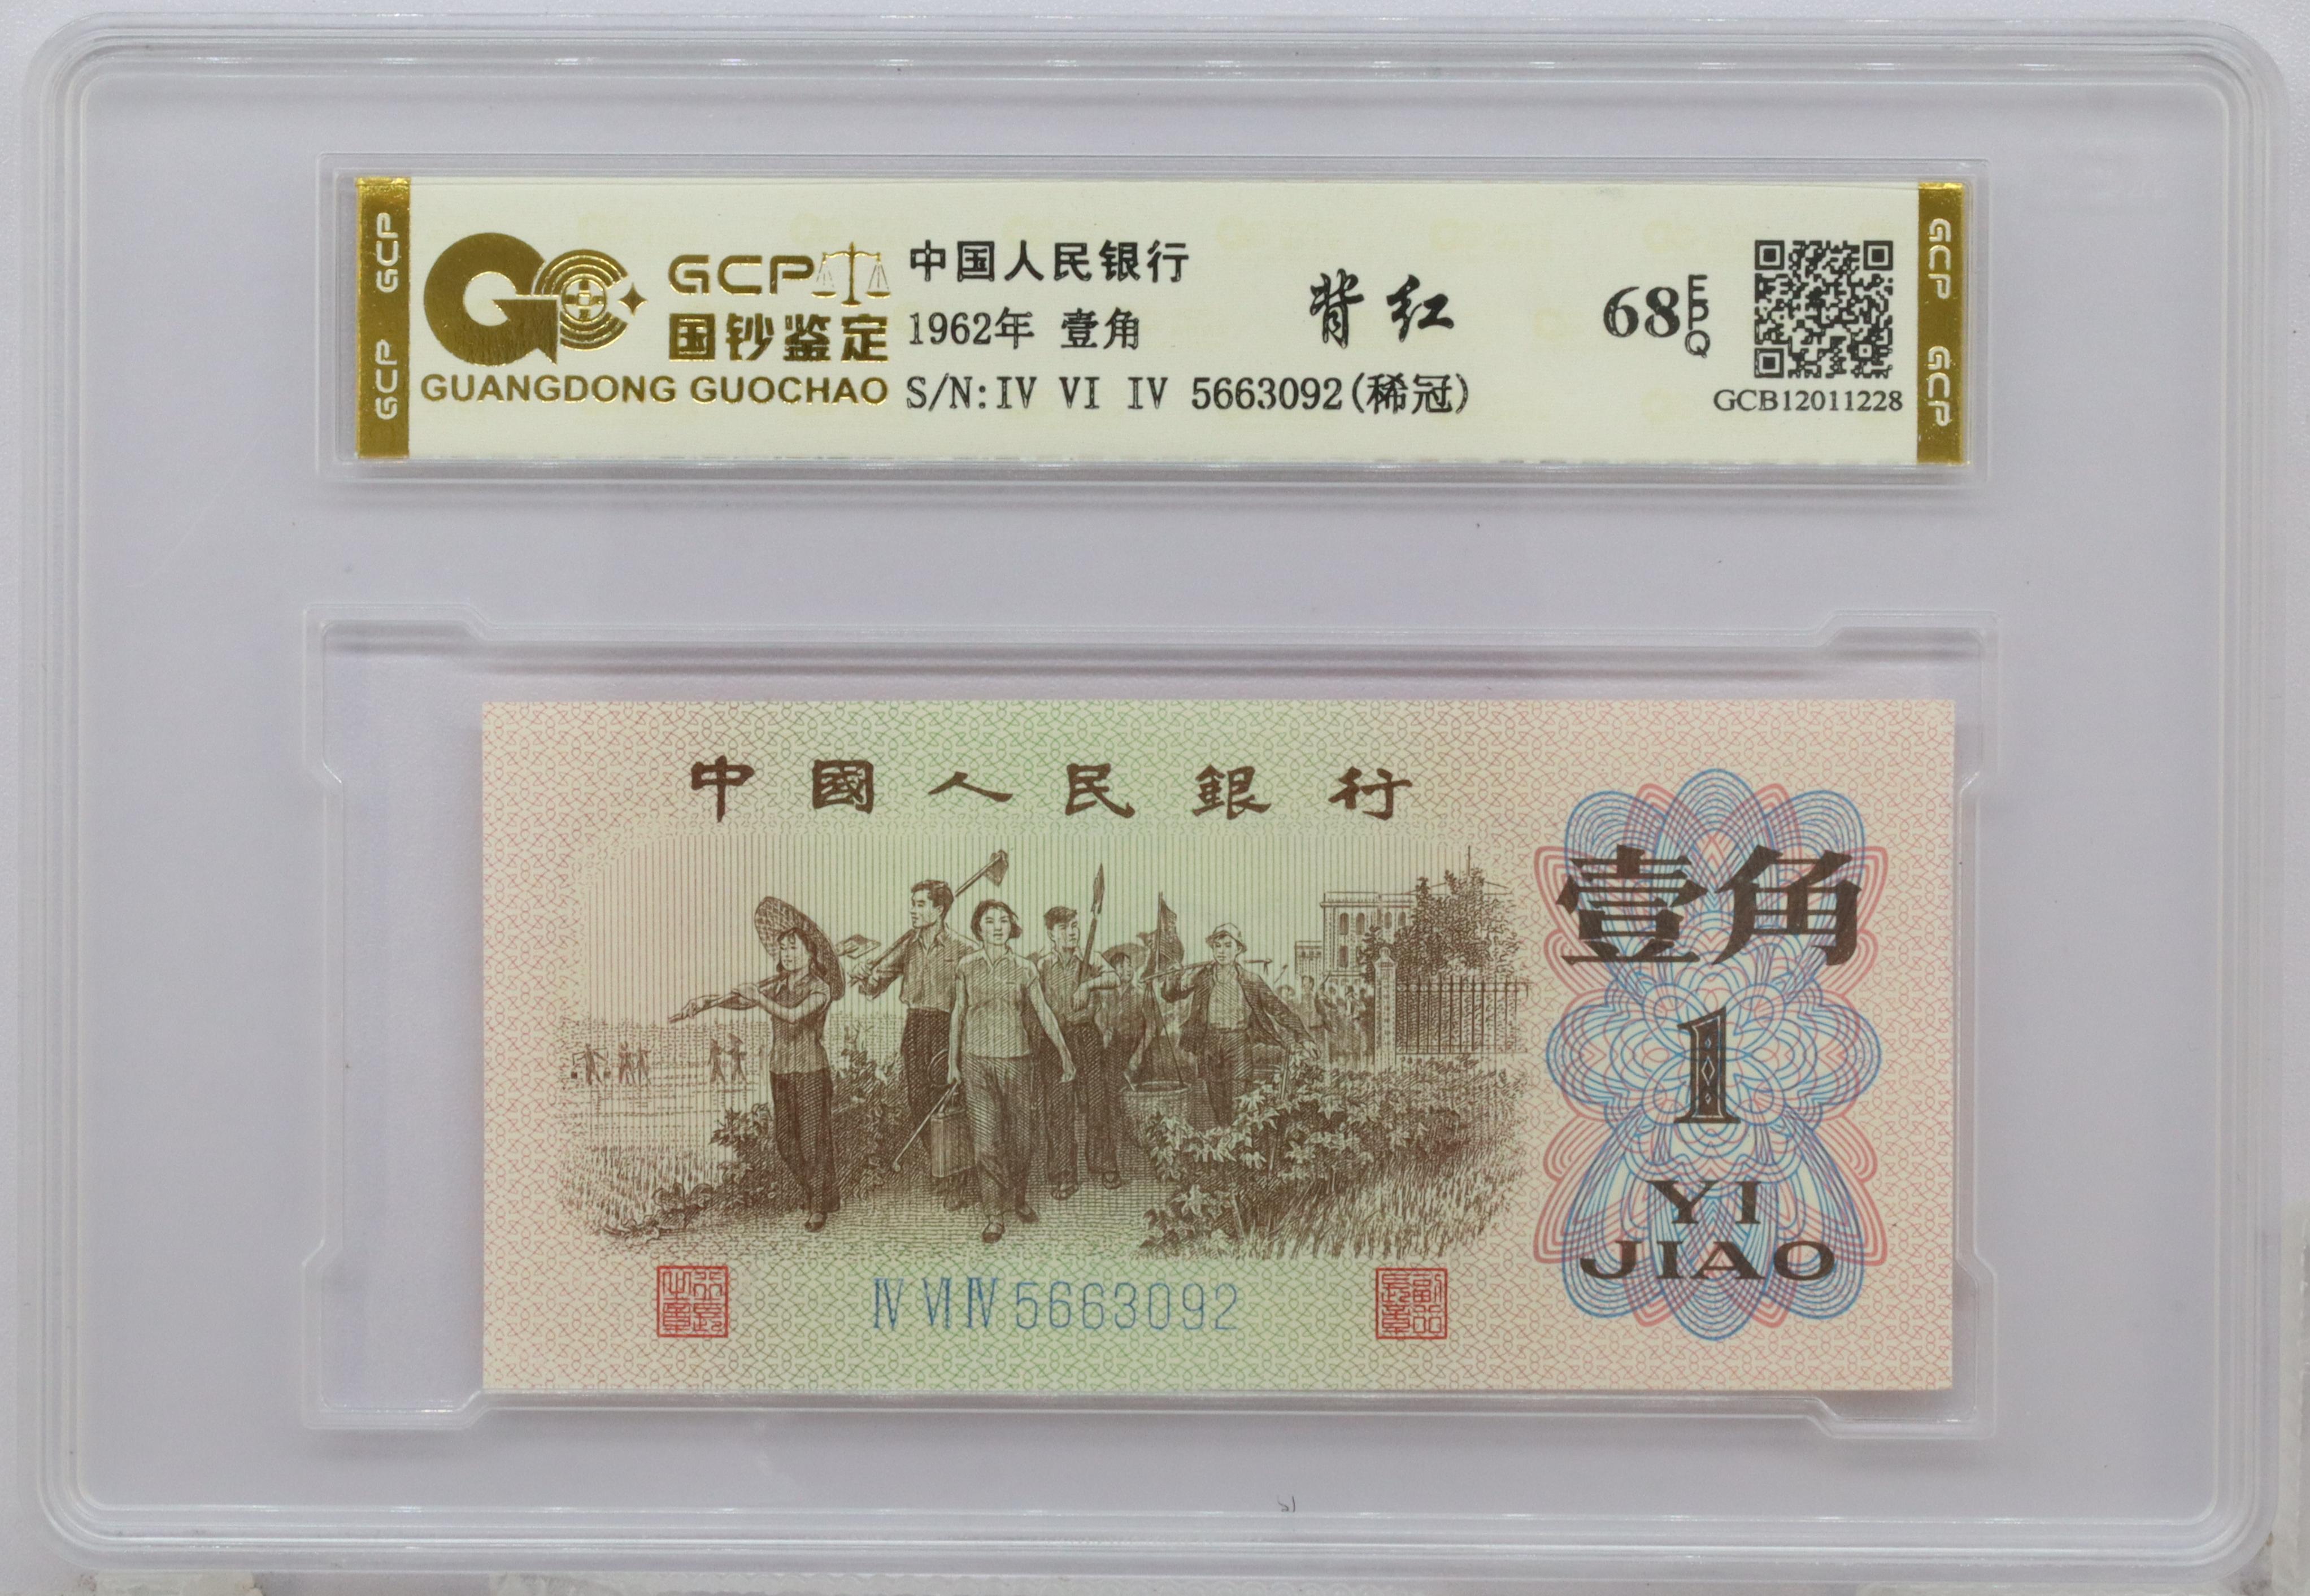 GCP GCP
GCP
国钞鉴定
GUANGDONG GUOCHAO
中国人民银行
1962年 壹角
S/N:IV VI IV 5663092(稀冠)
背红
68EPQ
GCB12011228
GCP GCP
中國人民銀行
壹角
1
YI
JIAO
Ⅳ Ⅵ Ⅳ 5663092